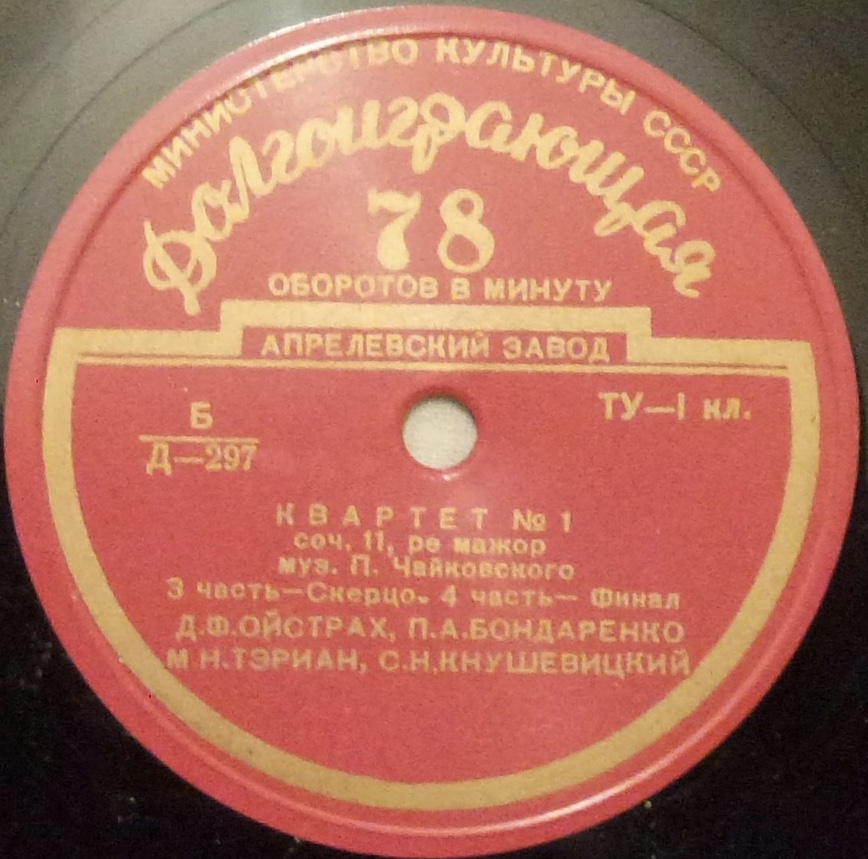 МИНИСТЕРСТВО КУЛЬТУРЫ СССР
Долгоиграющая
78
ОБОРОТОВ В МИНУТУ
АПРЕЛЕВСКИЙ ЗАВОД
ТУ—I кл.
Б
Д—297
КВАРТЕТ № 1
соч. 11, ре мажор
муз. П. Чайковского
3 часть—Скерцо. 4 часть— Финал
Д.Ф.ОЙСТРАХ, П.А.БОНДАРЕНКО
М.Н.ТЭРИАН, С.Н.КНУШЕВИЦКИЙ